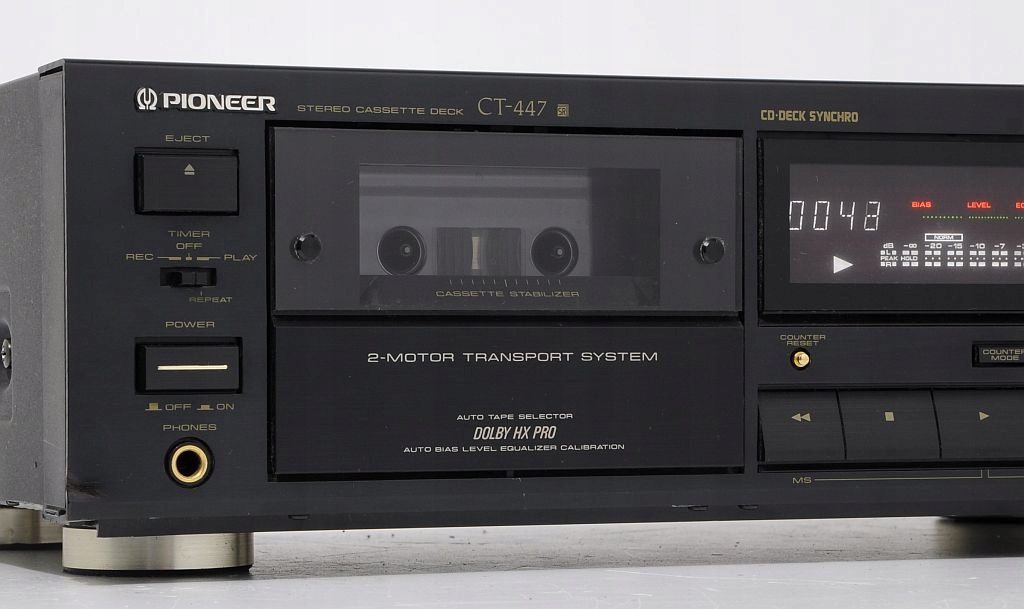 PIONEER STEREO CASSETTE DECK CT-447
CD·DECK SYNCHRO
EJECT
TIMER
OFF
REC PLAY
REPEAT
POWER
OFF ON
PHONES
CASSETTE STABILIZER
2-MOTOR TRANSPORT SYSTEM
AUTO TAPE SELECTOR
DOLBY HX PRO
AUTO BIAS LEVEL EQUALIZER CALIBRATION
0048
BIAS LEVEL
NORM
dB -∞ -20 -15 -10 -7
PEAK HOLD
COUNTER
RESET
COUNTER
MODE
MS